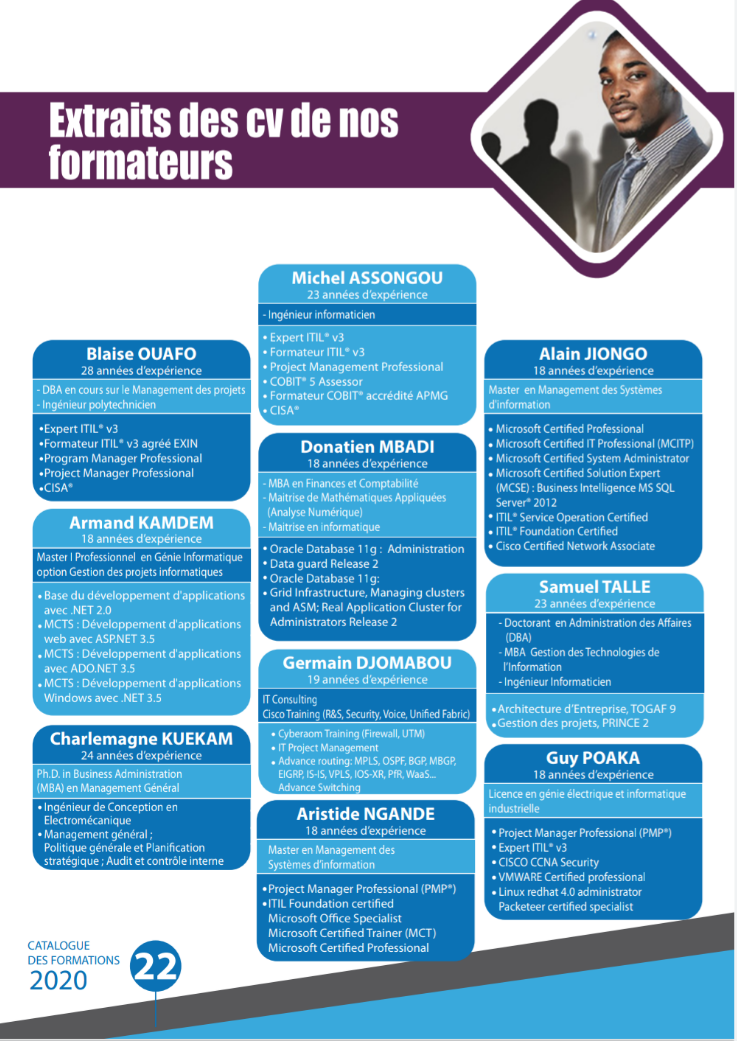 Extraits des cv de nos
formateurs
Blaise OUAFO
28 années d'expérience
- DBA en cours sur le Management des projets
- Ingénieur polytechnicien
•Expert ITIL® v3
•Formateur ITIL® v3 agréé EXIN
•Program Manager Professional
•Project Manager Professional
•CISA®
Armand KAMDEM
18 années d'expérience
Master I Professionnel en Génie Informatique
option Gestion des projets informatiques
• Base du développement d'applications
avec .NET 2.0
• MCTS : Développement d'applications
web avec ASP.NET 3.5
• MCTS : Développement d'applications
avec ADO.NET 3.5
• MCTS : Développement d'applications
Windows avec .NET 3.5
Charlemagne KUEKAM
24 années d'expérience
Ph.D. in Business Administration
(MBA) en Management Général
• Ingénieur de Conception en
Electromécanique
• Management général ;
Politique générale et Planification
stratégique ; Audit et contrôle interne
Michel ASSONGOU
23 années d'expérience
- Ingénieur informaticien
• Expert ITIL® v3
• Formateur ITIL® v3
• Project Management Professional
• COBIT® 5 Assessor
• Formateur COBIT® accrédité APMG
• CISA®
Donatien MBADI
18 années d'expérience
- MBA en Finances et Comptabilité
- Maitrise de Mathématiques Appliquées
(Analyse Numérique)
- Maitrise en informatique
• Oracle Database 11g : Administration
• Data guard Release 2
• Oracle Database 11g:
• Grid Infrastructure, Managing clusters
and ASM; Real Application Cluster for
Administrators Release 2
Germain DJOMABOU
19 années d'expérience
IT Consulting
Cisco Training (R&S, Security, Voice, Unified Fabric)
• Cyberaom Training (Firewall, UTM)
• IT Project Management
• Advance routing: MPLS, OSPF, BGP, MBGP,
EIGRP, IS-IS, VPLS, IOS-XR, PfR, WaaS...
Advance Switching
Aristide NGANDE
18 années d'expérience
Master en Management des
Systèmes d'information
•Project Manager Professional (PMP®)
•ITIL Foundation certified
Microsoft Office Specialist
Microsoft Certified Trainer (MCT)
Microsoft Certified Professional
Alain JIONGO
18 années d'expérience
Master en Management des Systèmes
d'information
• Microsoft Certified Professional
• Microsoft Certified IT Professional (MCITP)
• Microsoft Certified System Administrator
• Microsoft Certified Solution Expert
(MCSE) : Business Intelligence MS SQL
Server® 2012
• ITIL® Service Operation Certified
• ITIL® Foundation Certified
• Cisco Certified Network Associate
Samuel TALLE
23 années d'expérience
- Doctorant en Administration des Affaires
(DBA)
- MBA Gestion des Technologies de
l'Information
- Ingénieur Informaticien
•Architecture d'Entreprise, TOGAF 9
•Gestion des projets, PRINCE 2
Guy POAKA
18 années d'expérience
Licence en génie électrique et informatique
industrielle
• Project Manager Professional (PMP®)
• Expert ITIL® v3
• CISCO CCNA Security
• VMWARE Certified professional
• Linux redhat 4.0 administrator
Packeteer certified specialist
CATALOGUE
DES FORMATIONS
2020
22